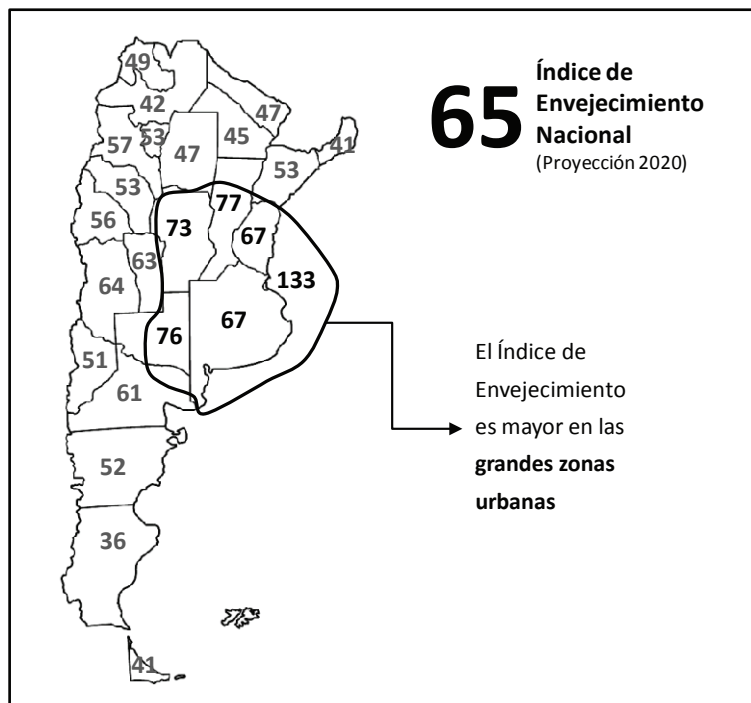 65
Índice de
Envejecimiento
Nacional
(Proyección 2020)
49
42
47
57
53
47
45
41
53
53
56
77
73
67
63
133
64
76
67
51
61
52
36
41
El Índice de
Envejecimiento
es mayor en las
grandes zonas
urbanas